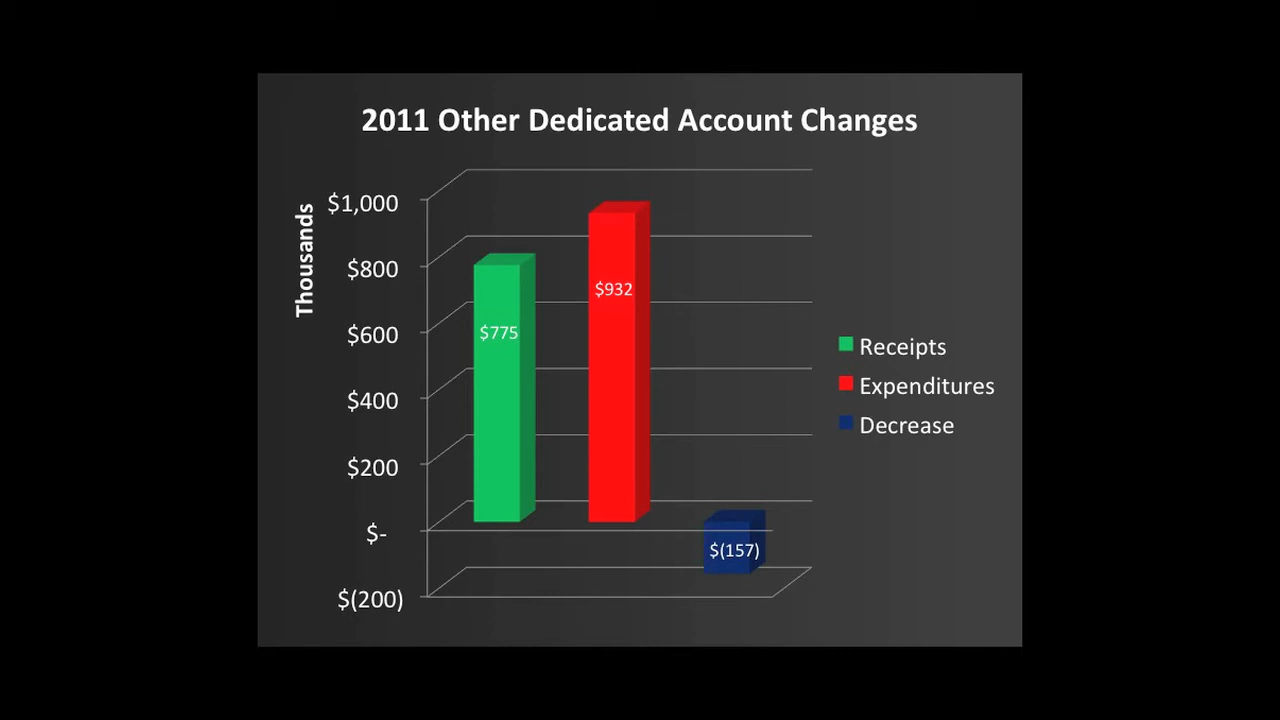 2011 Other Dedicated Account Changes
Thousands
$1,000
$800
$600
$400
$200
$-
$(200)
$775
$932
$(157)
Receipts
Expenditures
Decrease